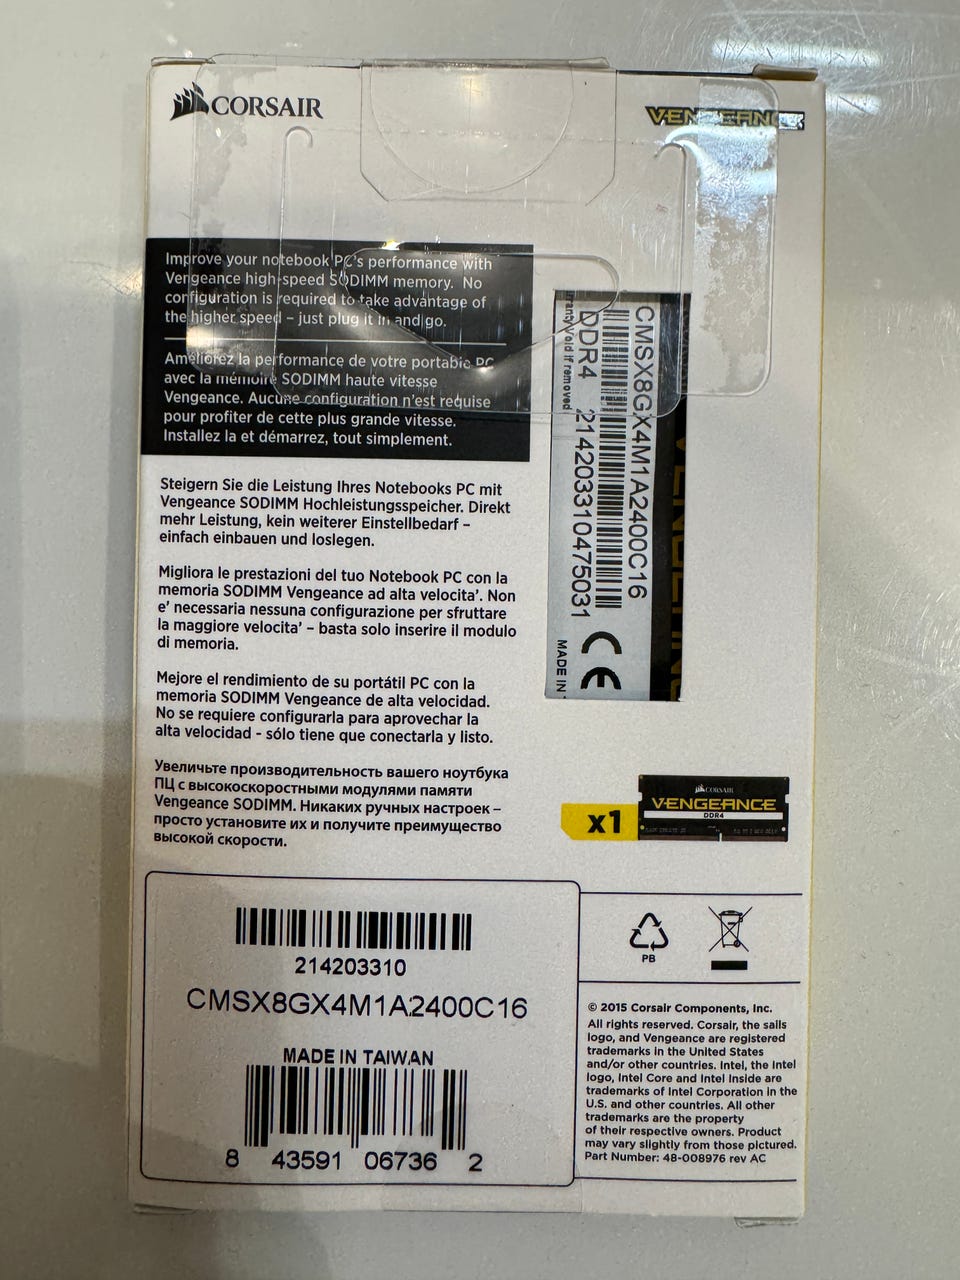 CORSAIR
VENGEANCE
Improve your notebook PC's performance with
Vengeance high-speed SODIMM memory. No
configuration is required to take advantage of
the higher speed – just plug it in and go.
Améliorez la performance de votre portable PC
avec la mémoire SODIMM haute vitesse
Vengeance. Aucune configuration n'est requise
pour profiter de cette plus grande vitesse.
Installez la et démarrez, tout simplement.
Steigern Sie die Leistung Ihres Notebooks PC mit
Vengeance SODIMM Hochleistungsspeicher. Direkt
mehr Leistung, kein weiterer Einstellbedarf –
einfach einbauen und loslegen.
Migliora le prestazioni del tuo Notebook PC con la
memoria SODIMM Vengeance ad alta velocita'. Non
e' necessaria nessuna configurazione per sfruttare
la maggiore velocita' – basta solo inserire il modulo
di memoria.
Mejore el rendimiento de su portátil PC con la
memoria SODIMM Vengeance de alta velocidad.
No se requiere configurarla para aprovechar la
alta velocidad - sólo tiene que conectarla y listo.
Увеличьте производительность вашего ноутбука
ПЦ с высокоскоростными модулями памяти
Vengeance SODIMM. Никаких ручных настроек –
просто установите их и получите преимущество
высокой скорости.
CMSX8GX4M1A2400C16
DDR4 214203310475031
ranty Void if removed
CE
MADE IN
VENGEANC
x1
CORSAIR
VENGEANCE
DDR4
214203310
CMSX8GX4M1A2400C16
MADE IN TAIWAN
8 43591 06736 2
PB
© 2015 Corsair Components, Inc.
All rights reserved. Corsair, the sails
logo, and Vengeance are registered
trademarks in the United States
and/or other countries. Intel, the Intel
logo, Intel Core and Intel Inside are
trademarks of Intel Corporation in the
U.S. and other countries. All other
trademarks are the property
of their respective owners. Product
may vary slightly from those pictured.
Part Number: 48-008976 rev AC